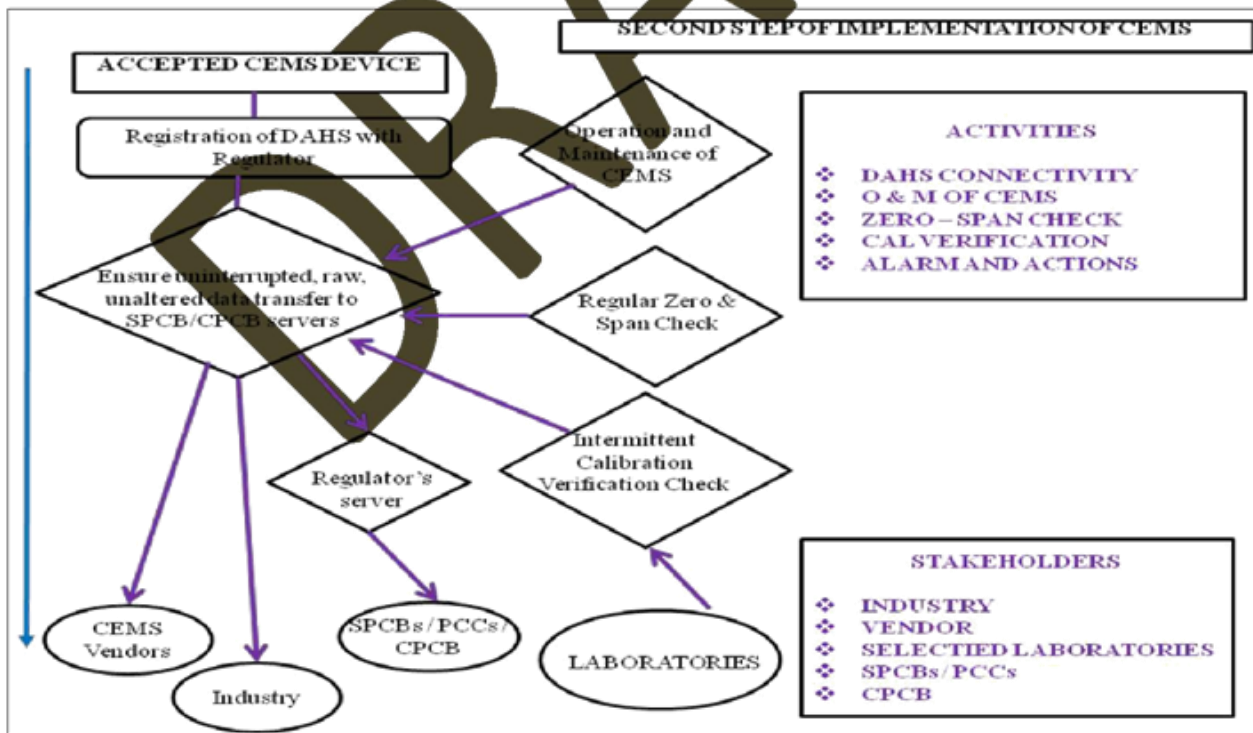 SECOND STEP OF IMPLEMENTATION OF CEMS
ACCEPTED CEMS DEVICE
Registration of DAHS with
Regulator
Operation and
Maintenance of
CEMS
Ensure uninterrupted, raw,
unaltered data transfer to
SPCB/CPCB servers
Regular Zero &
Span Check
Intermittent
Calibration
Verification Check
Regulator's
server
CEMS
Vendors
Industry
SPCBs / PCCs /
CPCB
LABORATORIES
ACTIVITIES
❖ DAHS CONNECTIVITY
❖ O & M OF CEMS
❖ ZERO – SPAN CHECK
❖ CAL VERIFICATION
❖ ALARM AND ACTIONS
STAKEHOLDERS
❖ INDUSTRY
❖ VENDOR
❖ SELECTIED LABORATORIES
❖ SPCBs / PCCs
❖ CPCB